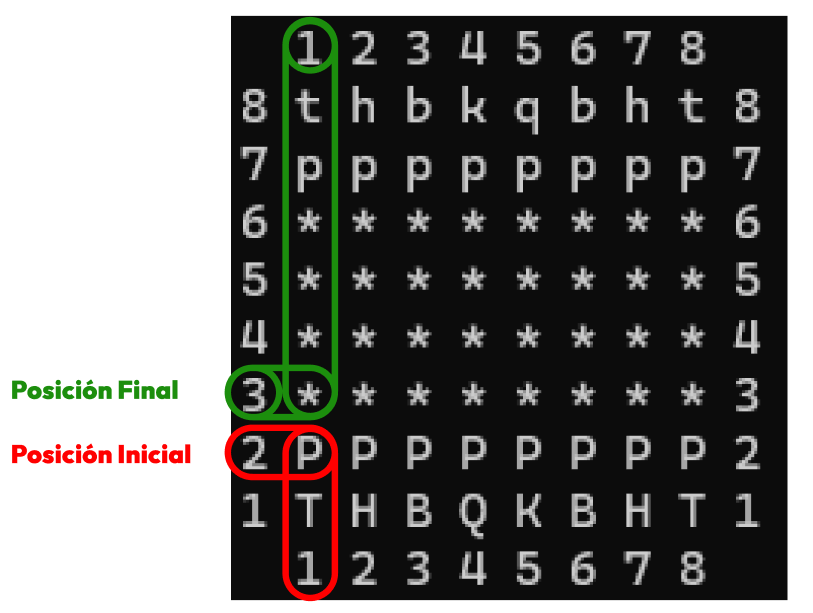 1 2 3 4 5 6 7 8
8 t h b k q b h t 8
7 p p p p p p p p 7
6 * * * * * * * * 6
5 * * * * * * * * 5
4 * * * * * * * * 4
Posición Final 3 * * * * * * * * 3
Posición Inicial 2 P P P P P P P P 2
1 T H B Q K B H T 1
1 2 3 4 5 6 7 8